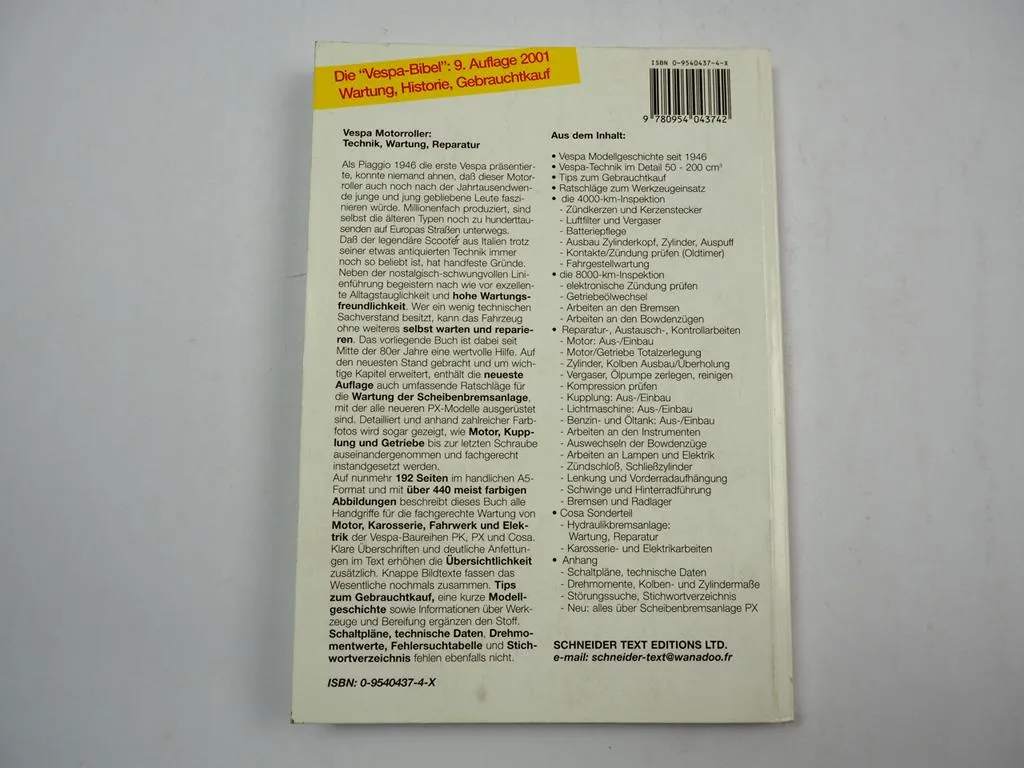 Die "Vespa-Bibel": 9. Auflage 2001
Wartung, Historie, Gebrauchtkauf
ISBN 0-9540437-4-X
9 780954 043742
Vespa Motorroller:
Technik, Wartung, Reparatur
Als Piaggio 1946 die erste Vespa präsentier-
te, konnte niemand ahnen, daß dieser Motor-
roller auch noch nach der Jahrtausendwen-
de junge und jung gebliebene Leute faszi-
nieren würde. Millionenfach produziert, sind
selbst die älteren Typen noch zu hunderttau-
senden auf Europas Straßen unterwegs.
Daß der legendäre Scooter aus Italien trotz
seiner etwas antiquierten Technik immer
noch so beliebt ist, hat handfeste Gründe.
Neben der nostalgisch-schwungvollen Lini-
enführung begeistern nach wie vor exzellen-
te Alltagstauglichkeit und hohe Wartungs-
freundlichkeit. Wer ein wenig technischen
Sachverstand besitzt, kann das Fahrzeug
ohne weiteres selbst warten und reparie-
ren. Das vorliegende Buch ist dabei seit
Mitte der 80er Jahre eine wertvolle Hilfe. Auf
den neuesten Stand gebracht und um wich-
tige Kapitel erweitert, enthält die neueste
Auflage auch umfassende Ratschläge für
die Wartung der Scheibenbremsanlage,
mit der alle neueren PX-Modelle ausgerüstet
sind. Detailliert und anhand zahlreicher Farb-
fotos wird sogar gezeigt, wie Motor, Kupp-
lung und Getriebe bis zur letzten Schraube
auseinandergenommen und fachgerecht
instandgesetzt werden.
Auf nunmehr 192 Seiten im handlichen A5-
Format und mit über 440 meist farbigen
Abbildungen beschreibt dieses Buch alle
Handgriffe für die fachgerechte Wartung von
Motor, Karosserie, Fahrwerk und Elek-
trik der Vespa-Baureihen PK, PX und Cosa.
Klare Überschriften und deutliche Anfettun-
gen im Text erhöhen die Übersichtlichkeit
zusätzlich. Knappe Bildtexte fassen das
Wesentliche nochmals zusammen. Tips
zum Gebrauchtkauf, eine kurze Modell-
geschichte sowie Informationen über Werk-
zeuge und Bereifung ergänzen den Stoff.
Schaltpläne, technische Daten, Drehmo-
mentwerte, Fehlersuchtabelle und Stich-
wortverzeichnis fehlen ebenfalls nicht.
ISBN: 0-9540437-4-X
Aus dem Inhalt:
• Vespa Modellgeschichte seit 1946
• Vespa-Technik im Detail 50 - 200 cm³
• Tips zum Gebrauchtkauf
• Ratschläge zum Werkzeugeinsatz
• die 4000-km-Inspektion
- Zündkerzen und Kerzenstecker
- Luftfilter und Vergaser
- Batteriepflege
- Ausbau Zylinderkopf, Zylinder, Auspuff
- Kontakte/Zündung prüfen (Oldtimer)
- Fahrgestellwartung
• die 8000-km-Inspektion
- elektronische Zündung prüfen
- Getriebeölwechsel
- Arbeiten an den Bremsen
- Arbeiten an den Bowdenzügen
• Reparatur-, Austausch-, Kontrollarbeiten
- Motor: Aus-/Einbau
- Motor/Getriebe Totalzerlegung
- Zylinder, Kolben Ausbau/Überholung
- Vergaser, Ölpumpe zerlegen, reinigen
- Kompression prüfen
- Kupplung: Aus-/Einbau
- Lichtmaschine: Aus-/Einbau
- Benzin- und Öltank: Aus-/Einbau
- Arbeiten an den Instrumenten
- Auswechseln der Bowdenzüge
- Arbeiten an Lampen und Elektrik
- Zündschloß, Schließzylinder
- Lenkung und Vorderradaufhängung
- Schwinge und Hinterradführung
- Bremsen und Radlager
• Cosa Sonderteil
- Hydraulikbremsanlage:
Wartung, Reparatur
- Karosserie- und Elektrikarbeiten
• Anhang
- Schaltpläne, technische Daten
- Drehmomente, Kolben- und Zylindermaße
- Störungssuche, Stichwortverzeichnis
- Neu: alles über Scheibenbremsanlage PX
SCHNEIDER TEXT EDITIONS LTD.
e-mail: schneider-text@wanadoo.fr